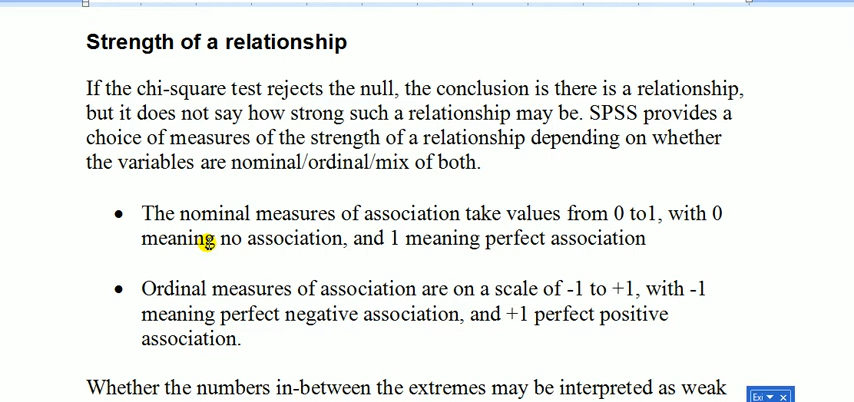 Strength of a relationship
If the chi-square test rejects the null, the conclusion is there is a relationship,
but it does not say how strong such a relationship may be. SPSS provides a
choice of measures of the strength of a relationship depending on whether
the variables are nominal/ordinal/mix of both.
• The nominal measures of association take values from 0 to1, with 0
meaning no association, and 1 meaning perfect association
• Ordinal measures of association are on a scale of -1 to +1, with -1
meaning perfect negative association, and +1 perfect positive
association.
Whether the numbers in-between the extremes may be interpreted as weak
Exi